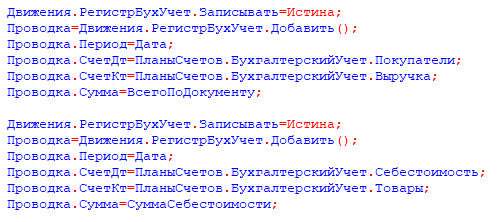 Движения.РегистрБухУчет.Записывать=Истина;
Проводка=Движения.РегистрБухУчет.Добавить();
Проводка.Период=Дата;
Проводка.СчетДт=ПланыСчетов.БухгалтерскийУчет.Покупатели;
Проводка.СчетКт=ПланыСчетов.БухгалтерскийУчет.Выручка;
Проводка.Сумма=ВсегоПоДокументу;
Движения.РегистрБухУчет.Записывать=Истина;
Проводка=Движения.РегистрБухУчет.Добавить();
Проводка.Период=Дата;
Проводка.СчетДт=ПланыСчетов.БухгалтерскийУчет.Себестоимость;
Проводка.СчетКт=ПланыСчетов.БухгалтерскийУчет.Товары;
Проводка.Сумма=СуммаСебестоимости;